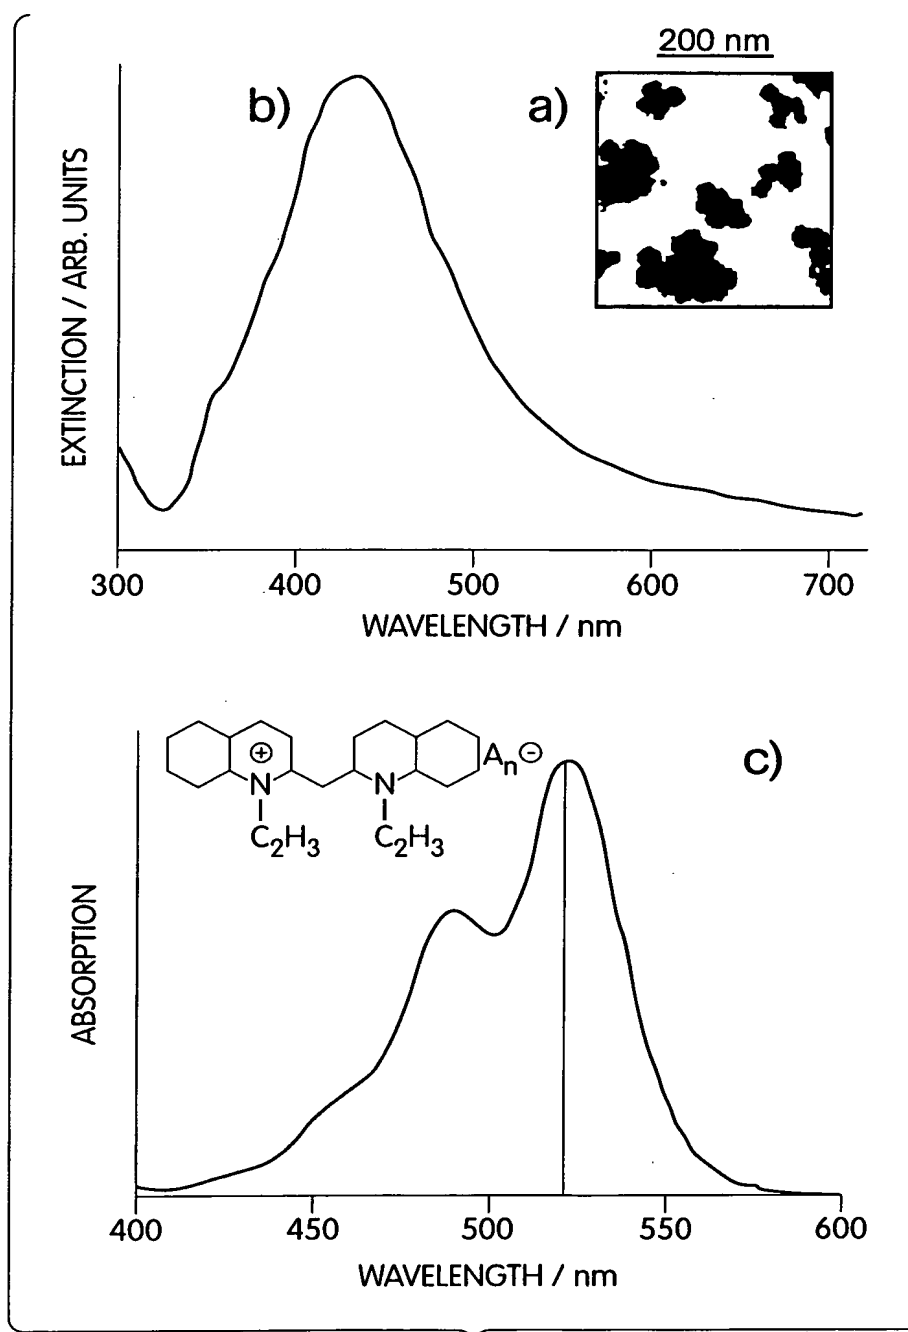 200 nm
b)
a)
EXTINCTION / ARB. UNITS
300 400 500 600 700
WAVELENGTH / nm
⊕
N N
Aₙ⊖
C₂H₃ C₂H₃
c)
ABSORPTION
400 450 500 550 600
WAVELENGTH / nm